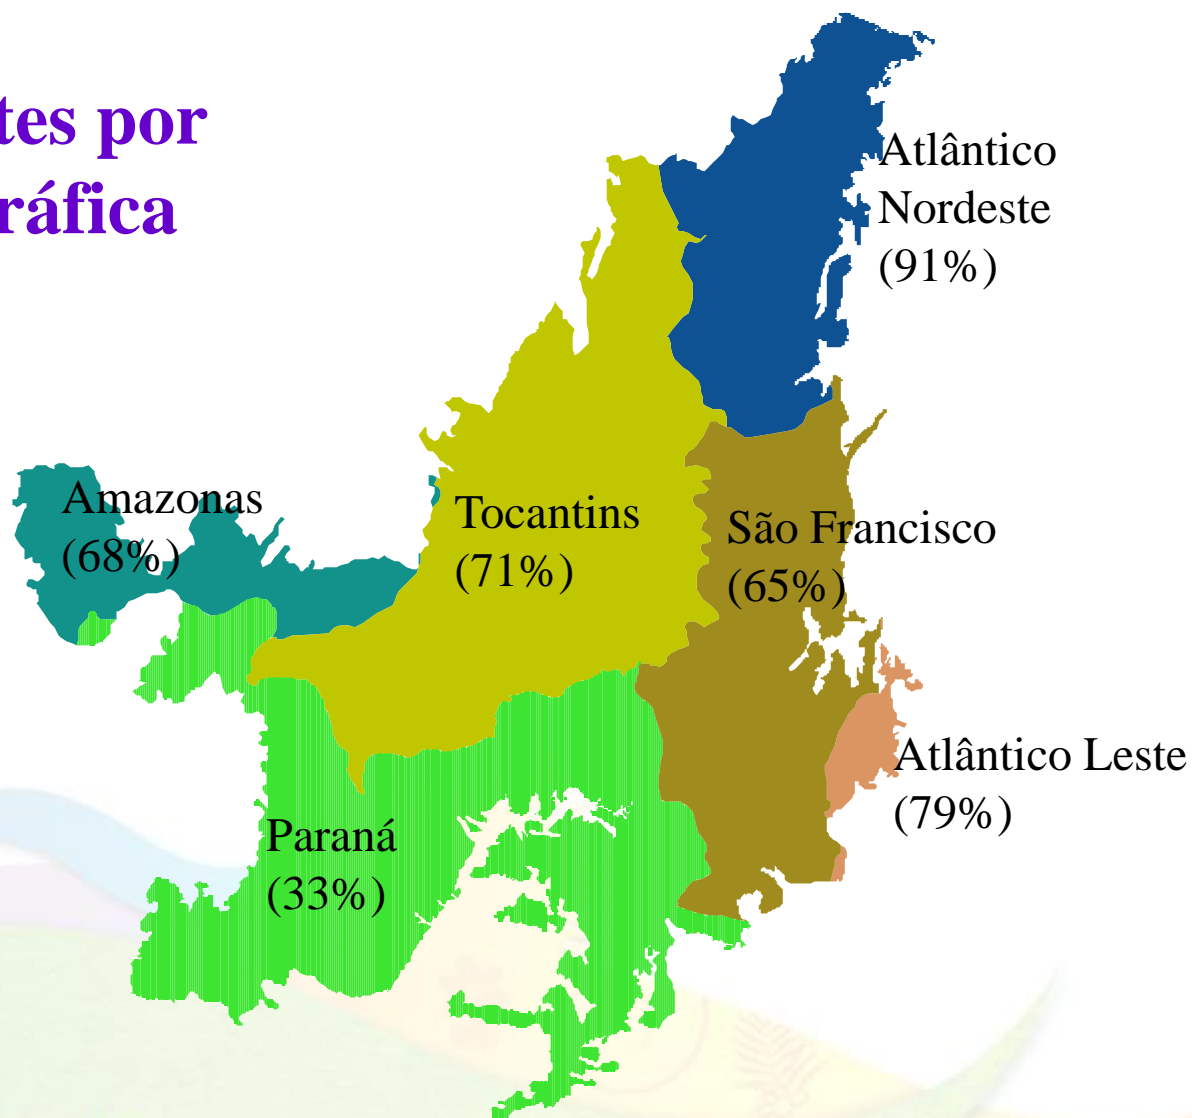 tes por
ráfica
Atlântico
Nordeste
(91%)
Amazonas
(68%)
Tocantins
(71%)
São Francisco
(65%)
Atlântico Leste
(79%)
Paraná
(33%)